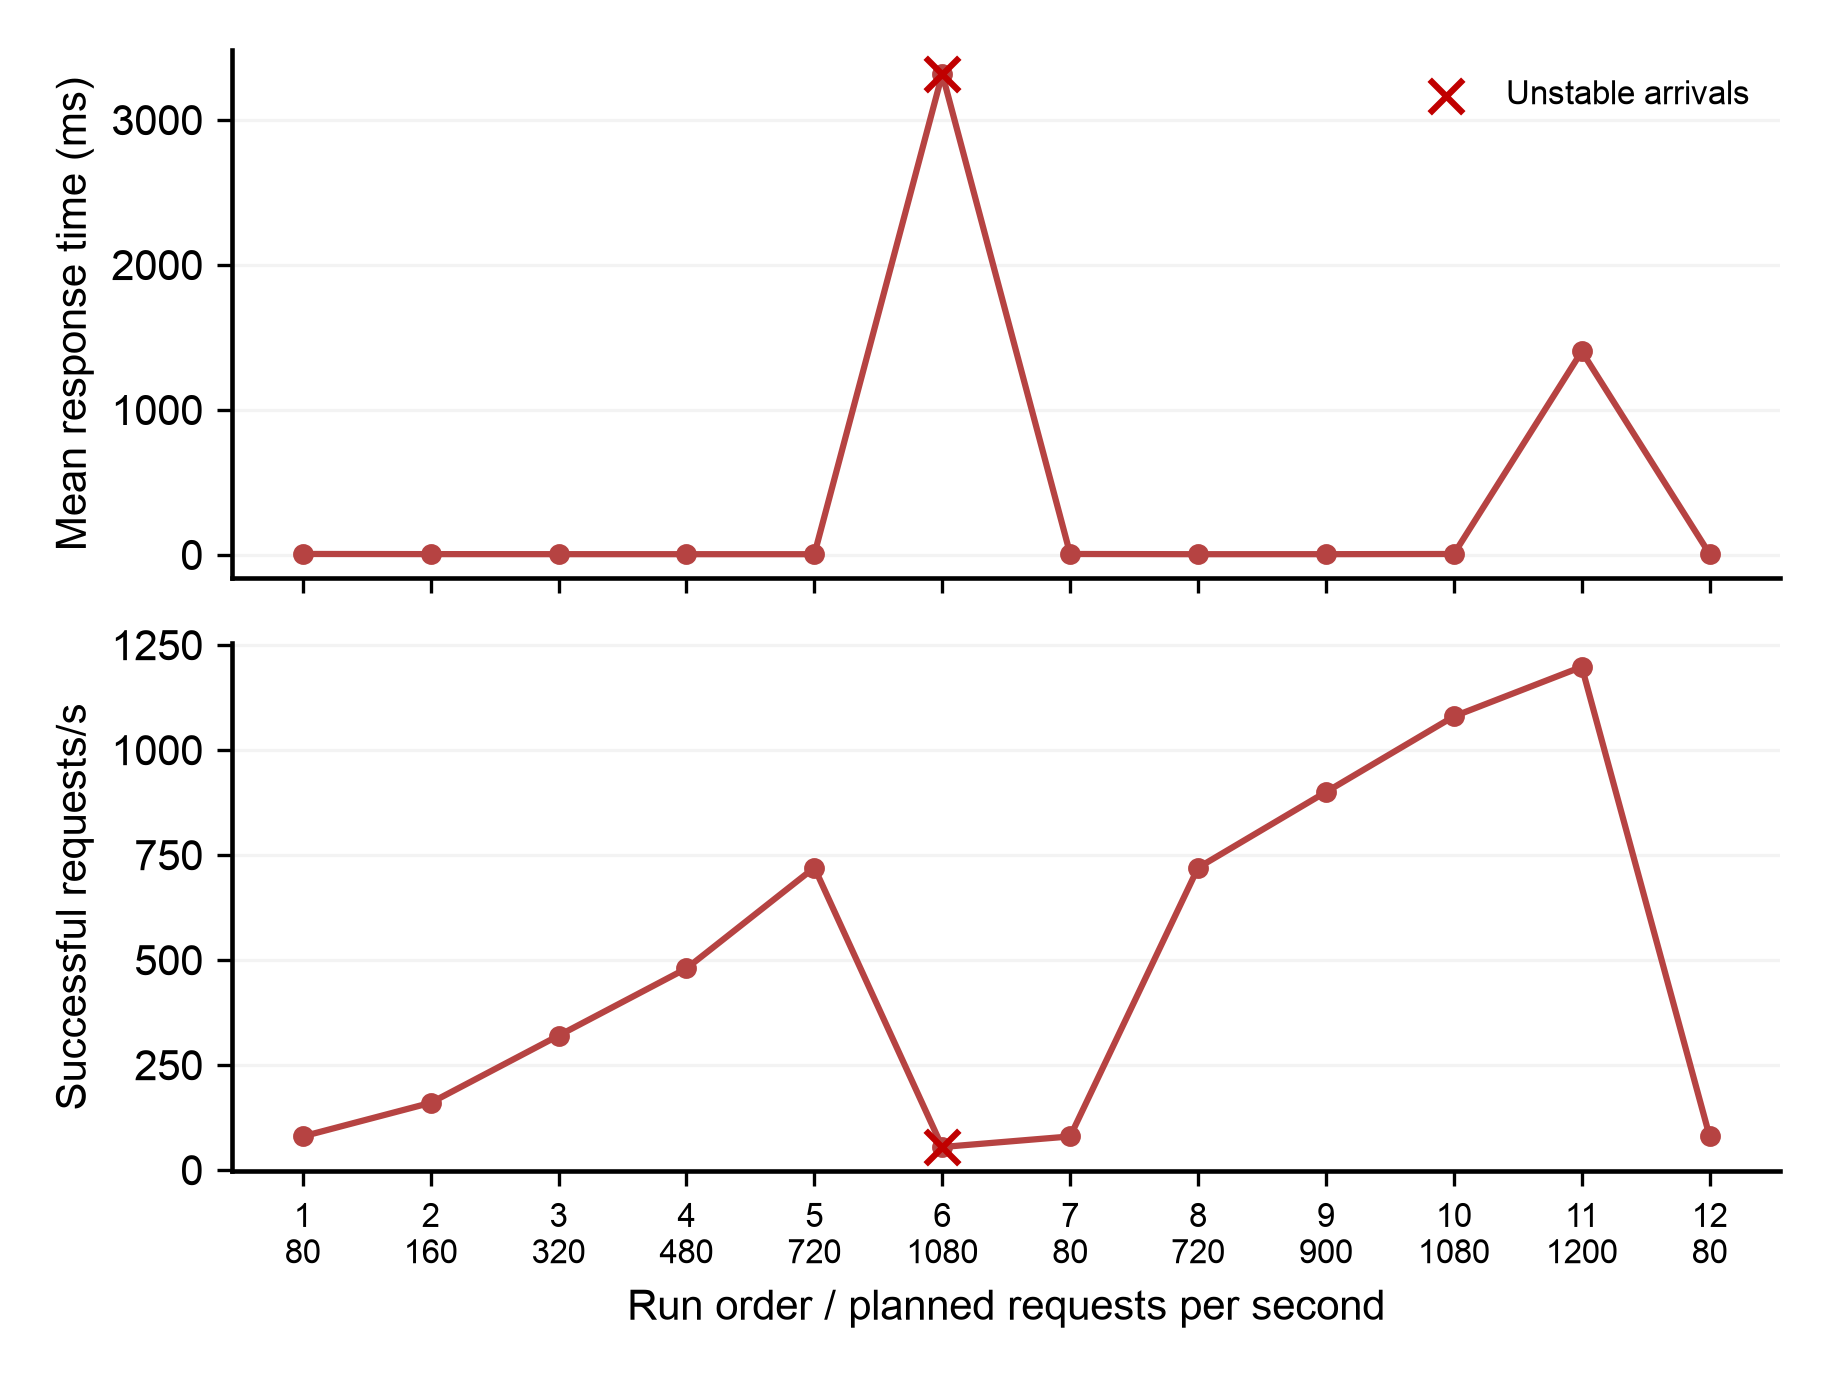 Mean response time (ms)
3000
2000
1000
0
Unstable arrivals
Successful requests/s
1250
1000
750
500
250
0
1 2 3 4 5 6 7 8 9 10 11 12
80 160 320 480 720 1080 80 720 900 1080 1200 80
Run order / planned requests per second